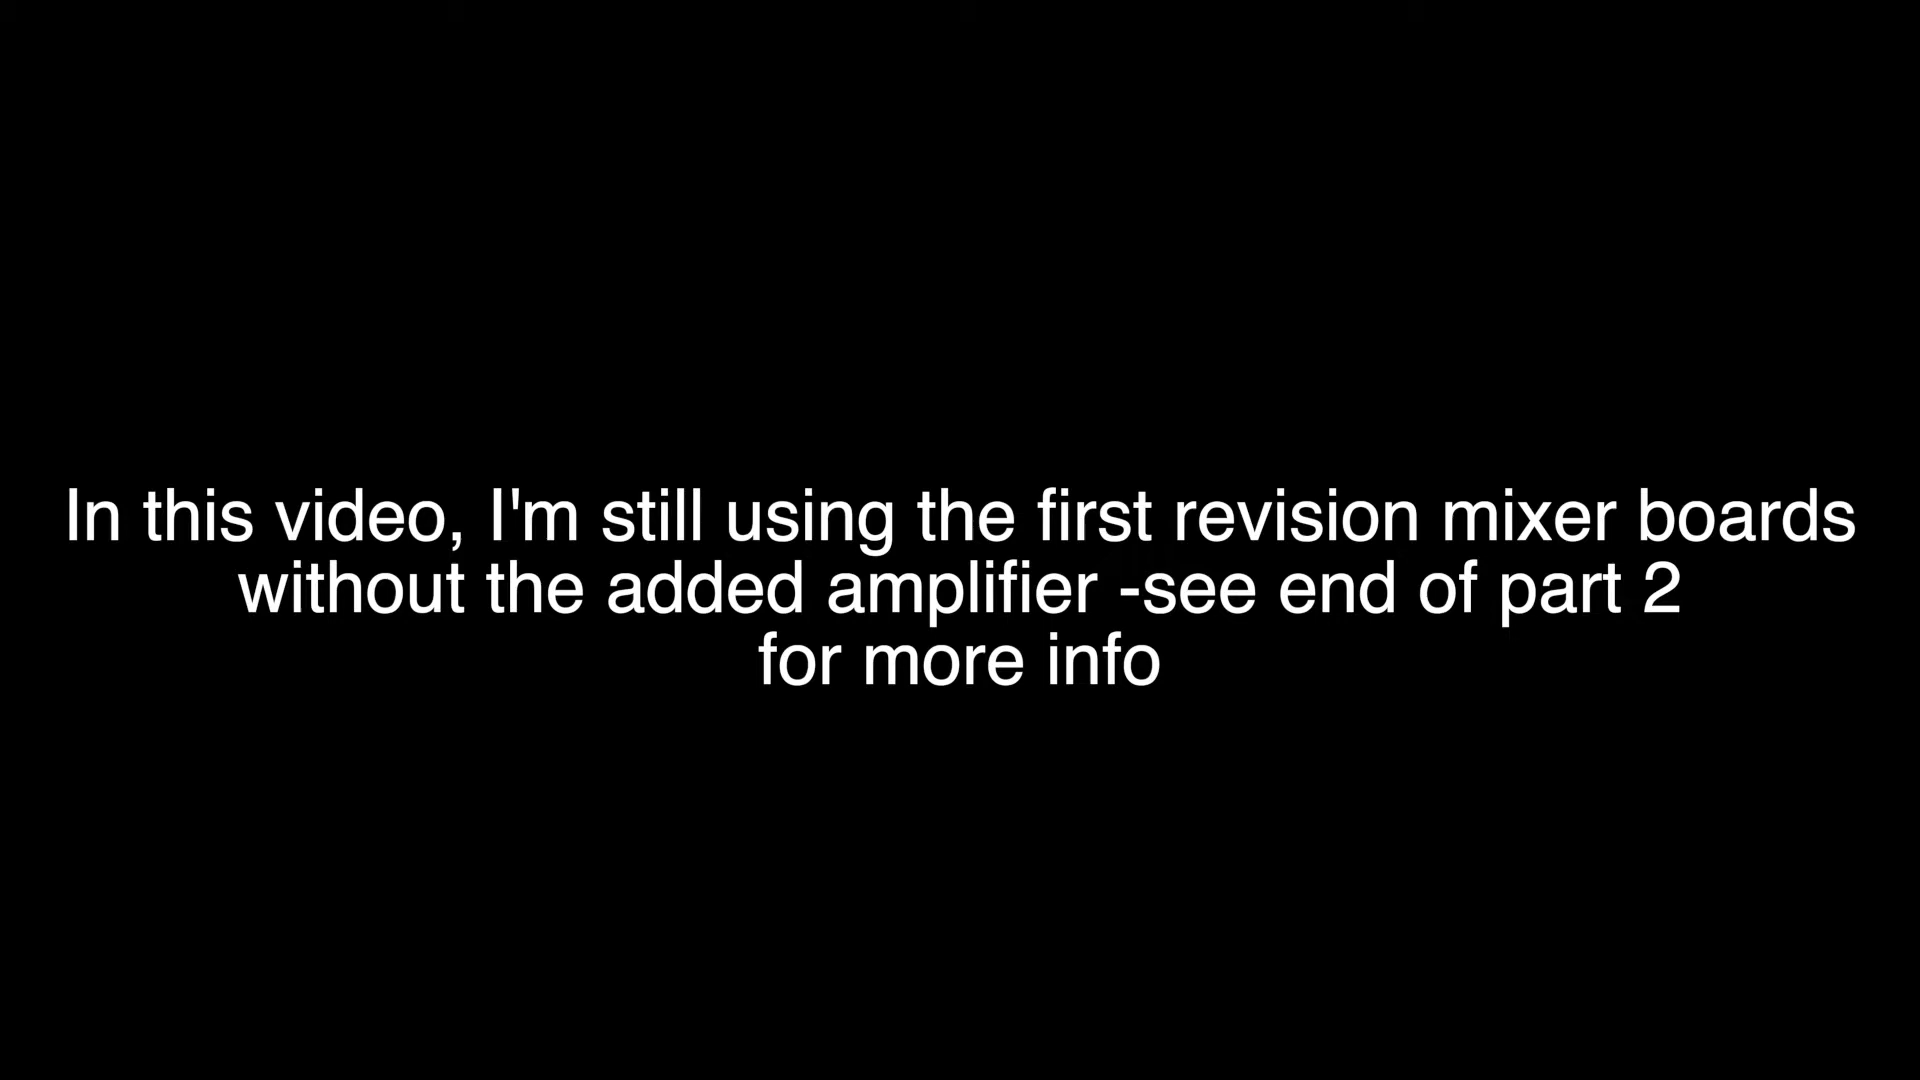 In this video, I'm still using the first revision mixer boards
without the added amplifier -see end of part 2
for more info